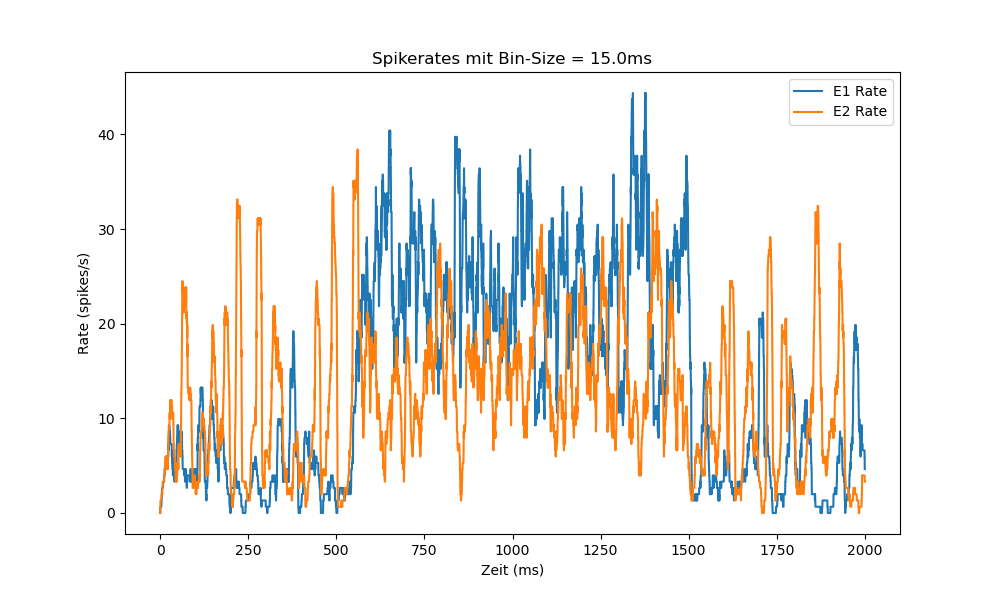 Spikerates mit Bin-Size = 15.0ms
E1 Rate
E2 Rate
Rate (spikes/s)
40
30
20
10
0
0 250 500 750 1000 1250 1500 1750 2000
Zeit (ms)